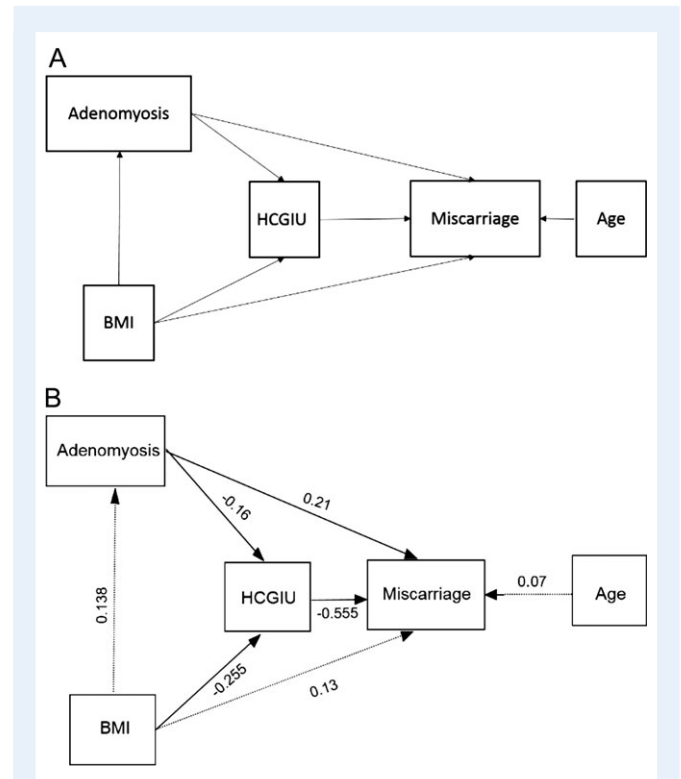 A
Adenomyosis
HCGIU
Miscarriage
Age
BMI
B
Adenomyosis
-0.16
0.21
0.138
HCGIU
-0.555
Miscarriage
0.07
Age
-0.255
0.13
BMI